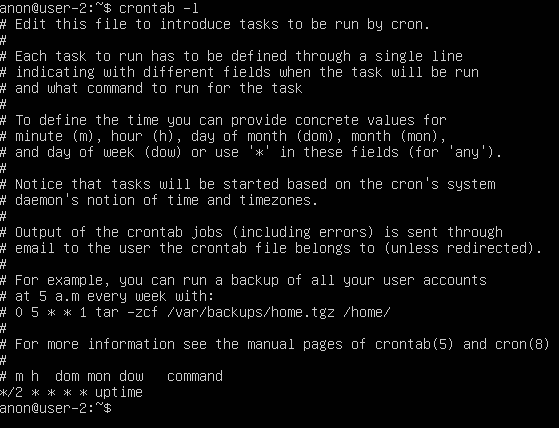 anon@user-2:~$ crontab -l
# Edit this file to introduce tasks to be run by cron.
#
# Each task to run has to be defined through a single line
# indicating with different fields when the task will be run
# and what command to run for the task
#
# To define the time you can provide concrete values for
# minute (m), hour (h), day of month (dom), month (mon),
# and day of week (dow) or use '*' in these fields (for 'any').
#
# Notice that tasks will be started based on the cron's system
# daemon's notion of time and timezones.
#
# Output of the crontab jobs (including errors) is sent through
# email to the user the crontab file belongs to (unless redirected).
#
# For example, you can run a backup of all your user accounts
# at 5 a.m every week with:
# 0 5 * * 1 tar -zcf /var/backups/home.tgz /home/
#
# For more information see the manual pages of crontab(5) and cron(8)
#
# m h  dom mon dow   command
*/2 * * * * uptime
anon@user-2:~$